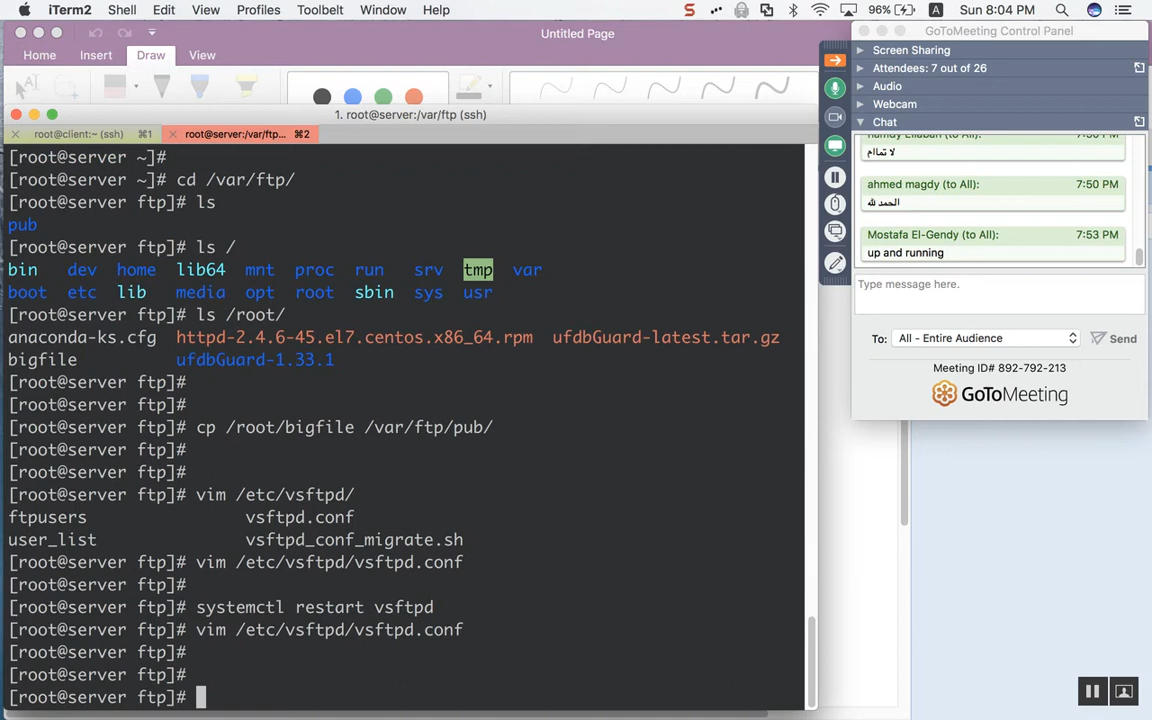 iTerm2 Shell Edit View Profiles Toolbelt Window Help
96% A Sun 8:04 PM
Untitled Page
Home Insert Draw View
1. root@server:/var/ftp (ssh)
root@client:~ (ssh) ⌘1
root@server:/var/ftp... ⌘2
[root@server ~]#
[root@server ~]# cd /var/ftp/
[root@server ftp]# ls
pub
[root@server ftp]# ls /
bin dev home lib64 mnt proc run srv tmp var
boot etc lib media opt root sbin sys usr
[root@server ftp]# ls /root/
anaconda-ks.cfg httpd-2.4.6-45.el7.centos.x86_64.rpm ufdbGuard-latest.tar.gz
bigfile ufdbGuard-1.33.1
[root@server ftp]#
[root@server ftp]#
[root@server ftp]# cp /root/bigfile /var/ftp/pub/
[root@server ftp]#
[root@server ftp]#
[root@server ftp]# vim /etc/vsftpd/
ftpusers vsftpd.conf
user_list vsftpd_conf_migrate.sh
[root@server ftp]# vim /etc/vsftpd/vsftpd.conf
[root@server ftp]#
[root@server ftp]# systemctl restart vsftpd
[root@server ftp]# vim /etc/vsftpd/vsftpd.conf
[root@server ftp]#
[root@server ftp]#
[root@server ftp]#
GoToMeeting Control Panel
Screen Sharing
Attendees: 7 out of 26
Audio
Webcam
Chat
لا تماام
ahmed magdy (to All): 7:50 PM
الحمد لله
Mostafa El-Gendy (to All): 7:53 PM
up and running
Type message here.
To: All - Entire Audience Send
Meeting ID# 892-792-213
GoToMeeting